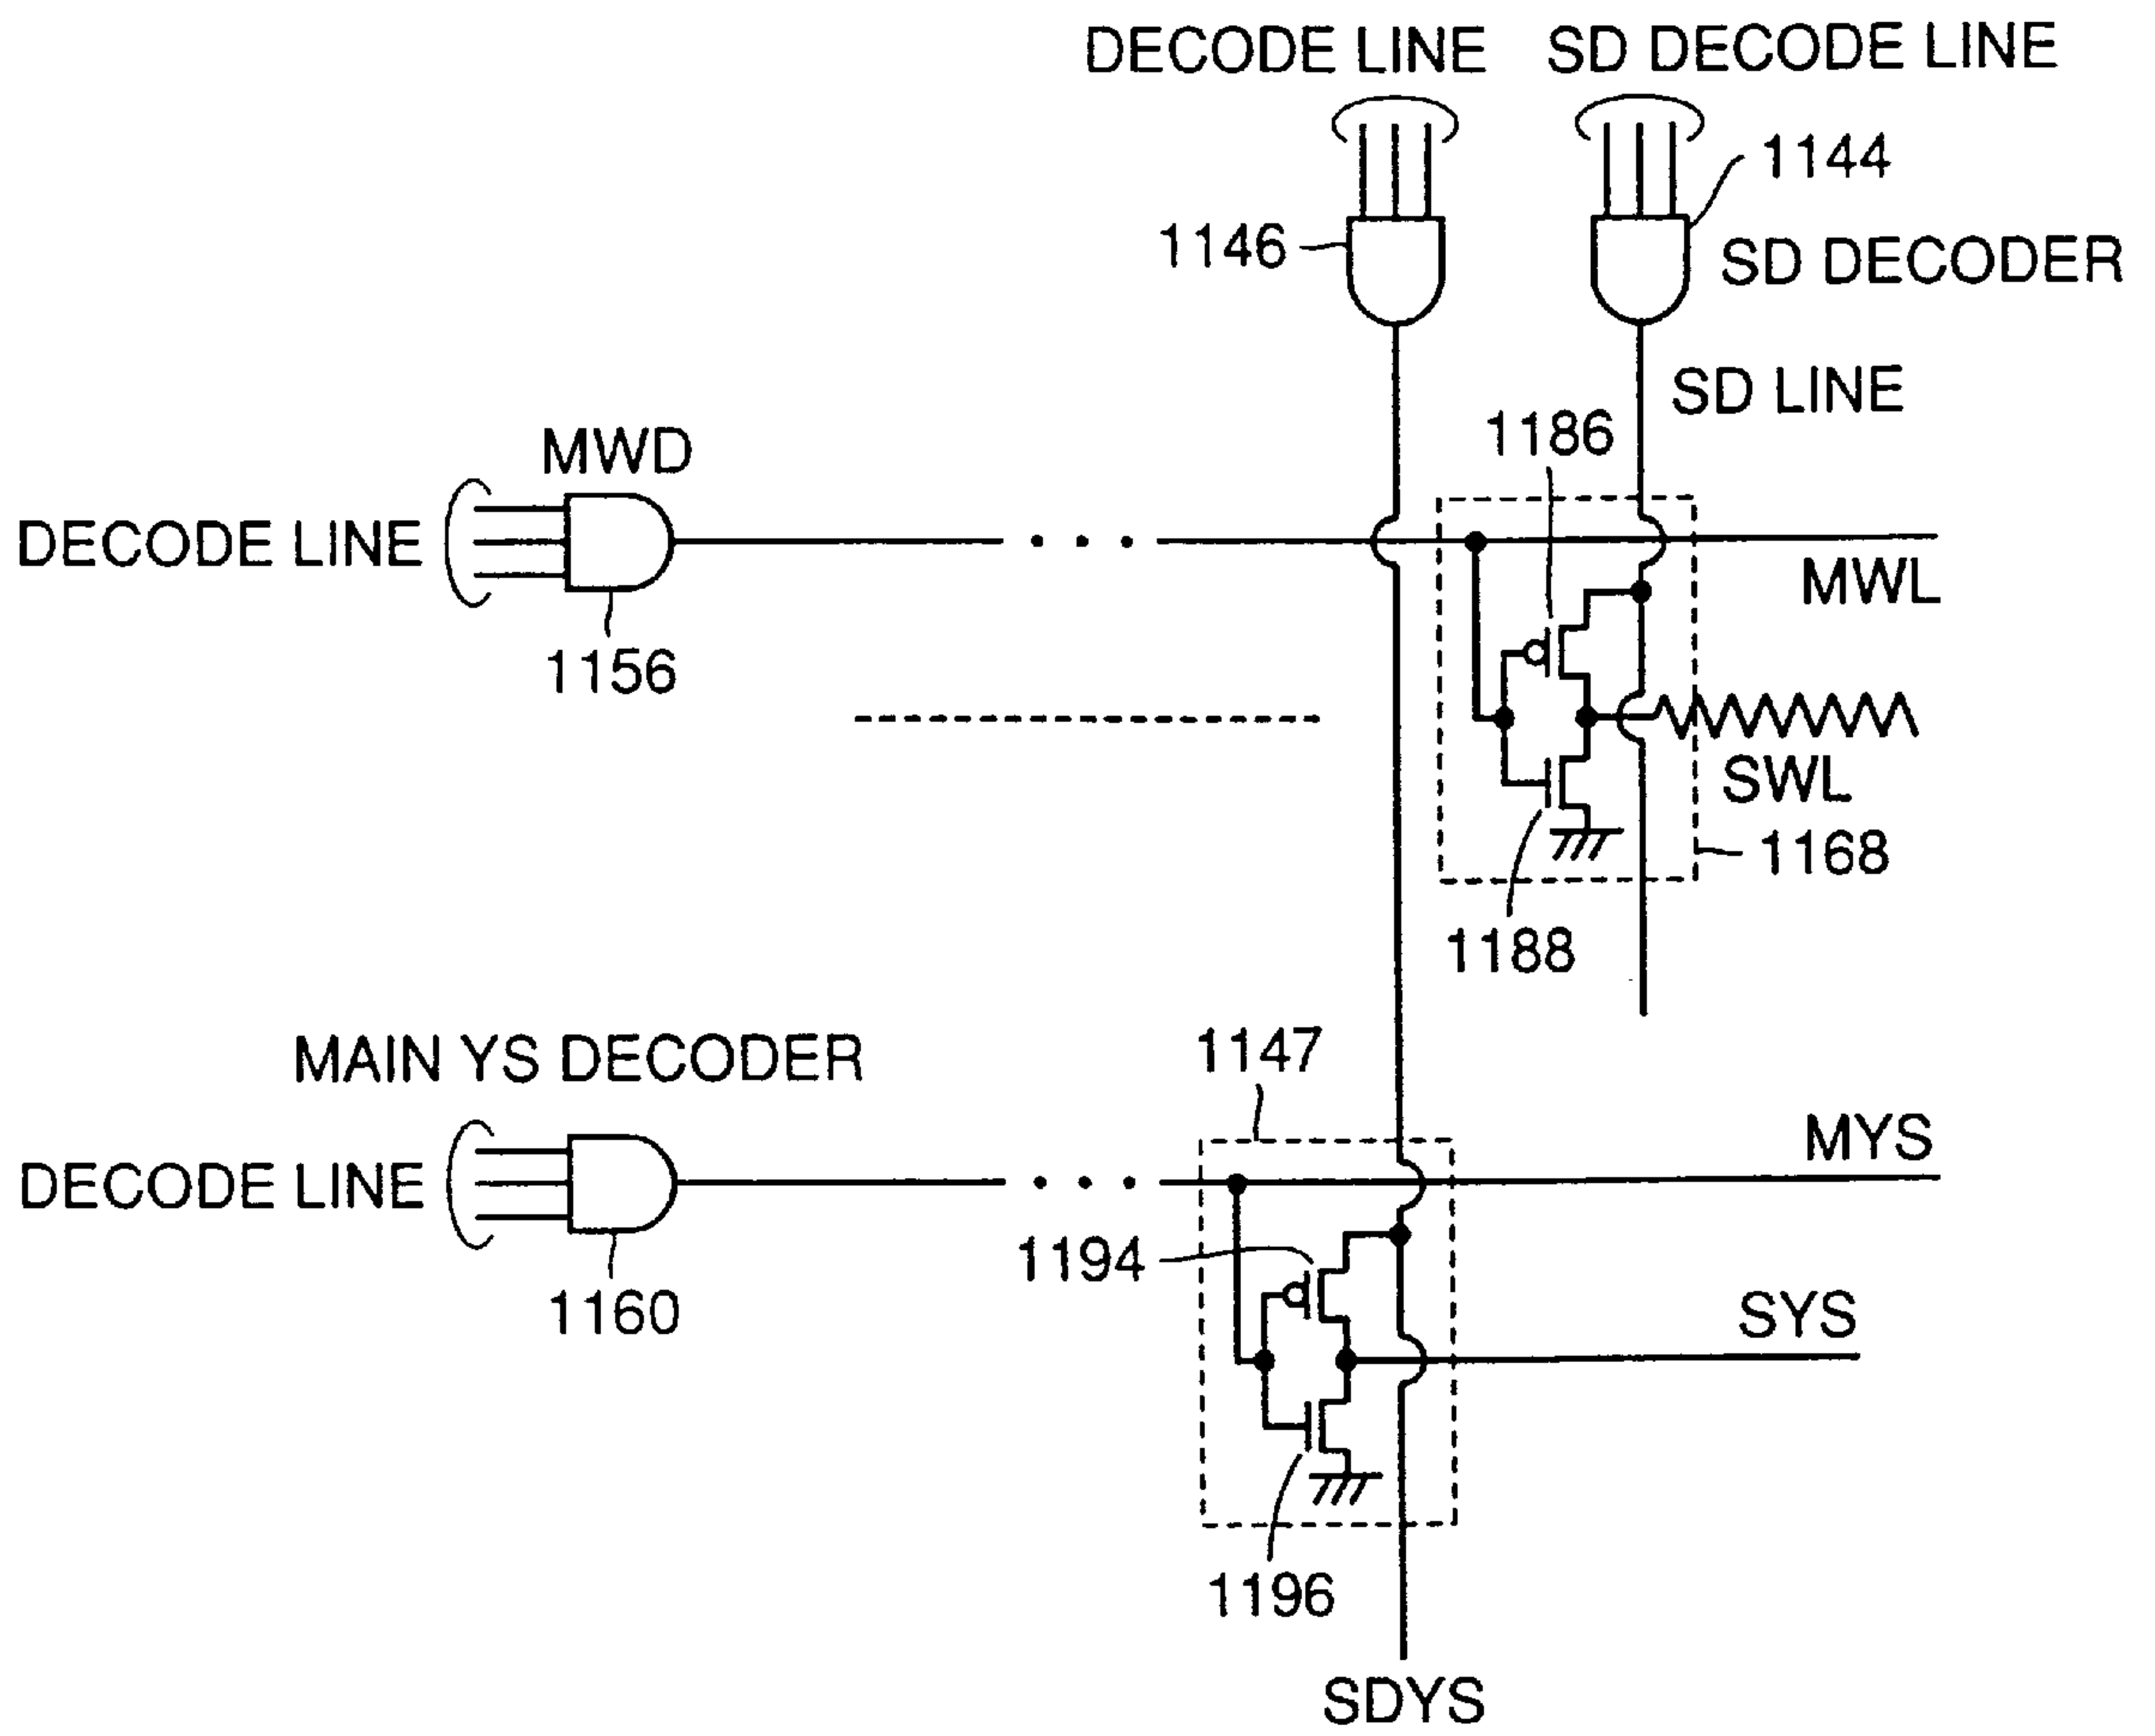 DECODE LINE
SD DECODE LINE
1144
1146
SD DECODER
SD LINE
1186
MWD
DECODE LINE
MWL
1156
SWL
1168
1188
1147
MAIN YS DECODER
MYS
DECODE LINE
1194
SYS
1160
1196
SDYS